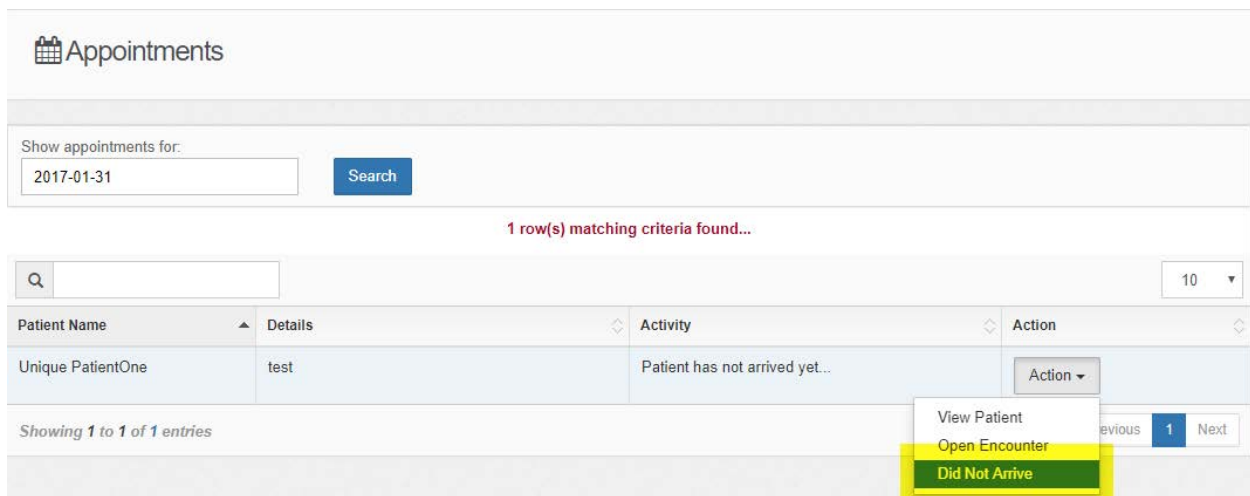 Appointments
Show appointments for:
2017-01-31 Search
1 row(s) matching criteria found...
10
Patient Name Details Activity Action
Unique PatientOne test Patient has not arrived yet... Action
Showing 1 to 1 of 1 entries evious 1 Next
View Patient
Open Encounter
Did Not Arrive